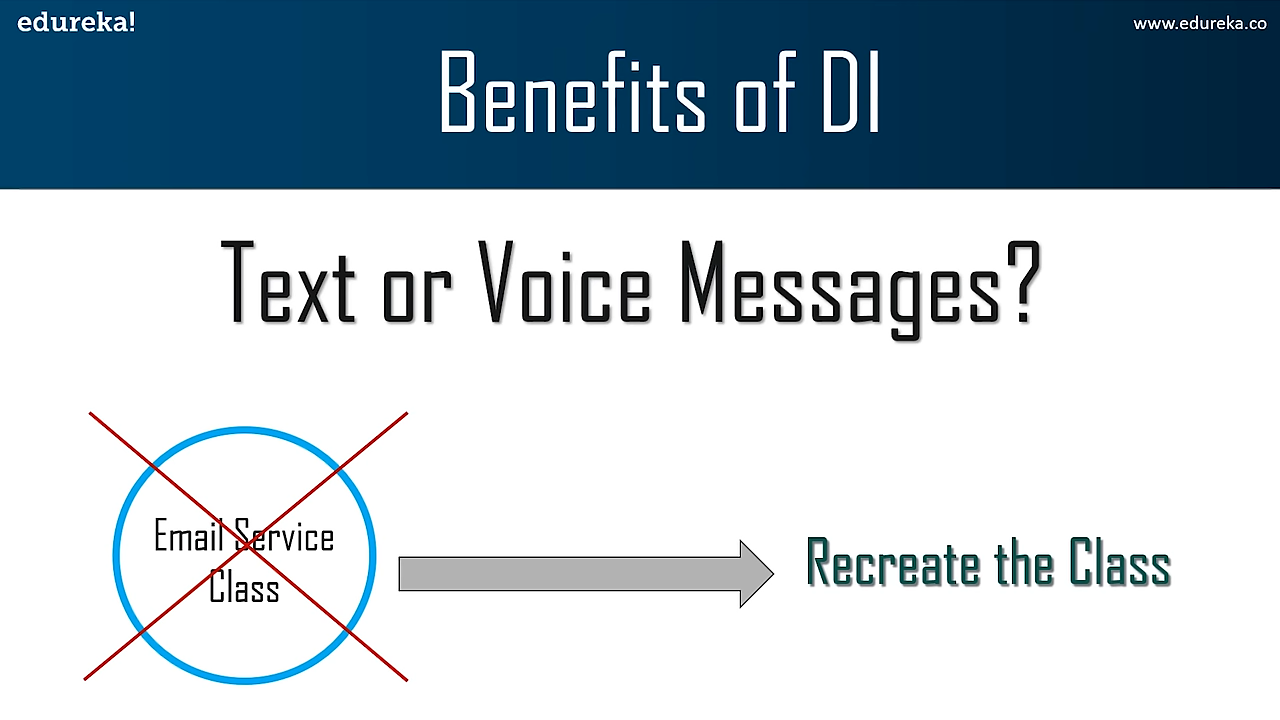 edureka!
www.edureka.co
Benefits of DI
Text or Voice Messages?
Email Service
Class
Recreate the Class